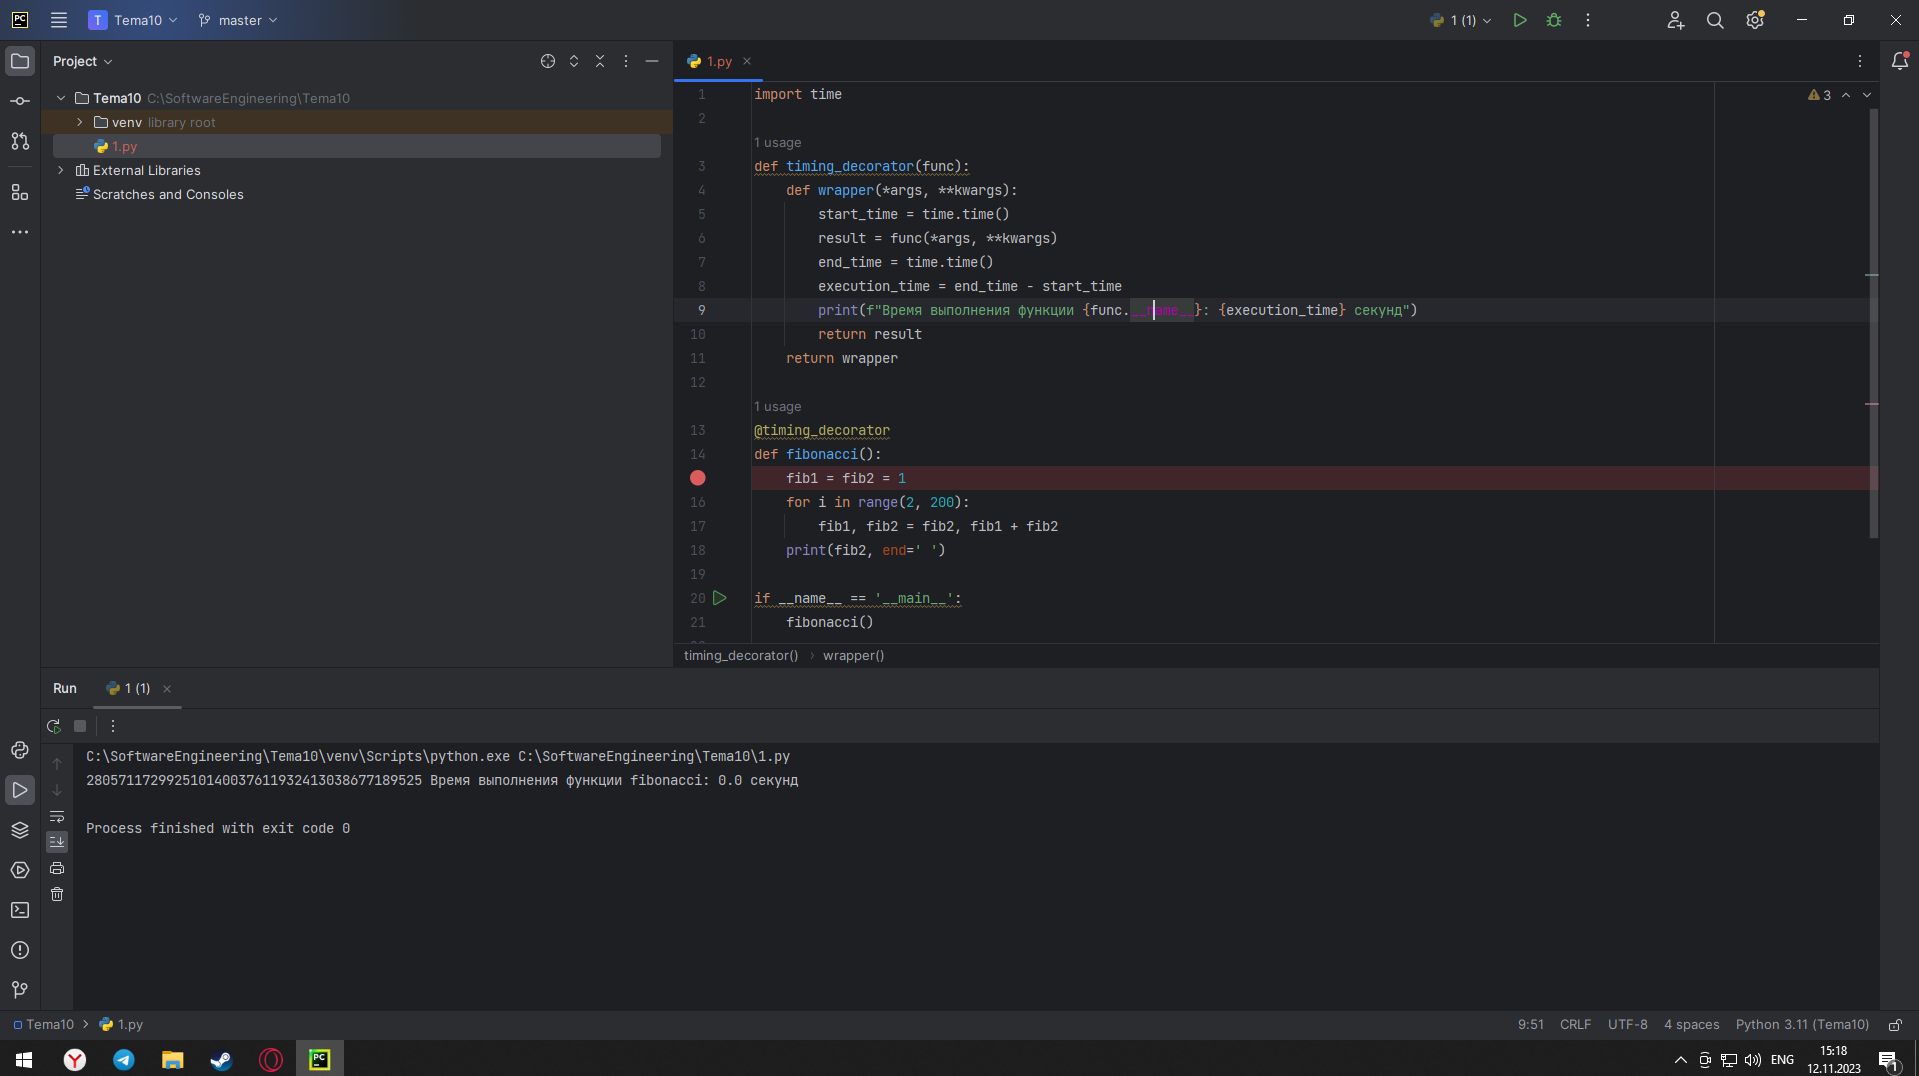 PC
T Tema10
master
1 (1)
Project
1.py
Tema10 C:\SoftwareEngineering\Tema10
venv library root
1.py
External Libraries
Scratches and Consoles
3
1 import time
2
1 usage
3 def timing_decorator(func):
4 def wrapper(*args, **kwargs):
5 start_time = time.time()
6 result = func(*args, **kwargs)
7 end_time = time.time()
8 execution_time = end_time - start_time
9 print(f"Время выполнения функции {func.__name__}: {execution_time} секунд")
10 return result
11 return wrapper
12
1 usage
13 @timing_decorator
14 def fibonacci():
fib1 = fib2 = 1
16 for i in range(2, 200):
17 fib1, fib2 = fib2, fib1 + fib2
18 print(fib2, end=' ')
19
20 if __name__ == '__main__':
21 fibonacci()
timing_decorator() › wrapper()
Run
1 (1)
C:\SoftwareEngineering\Tema10\venv\Scripts\python.exe C:\SoftwareEngineering\Tema10\1.py
280571172992510140037611932413038677189525 Время выполнения функции fibonacci: 0.0 секунд
Process finished with exit code 0
Tema10 › 1.py
9:51 CRLF UTF-8 4 spaces Python 3.11 (Tema10)
PC
ENG
15:18
12.11.2023
1